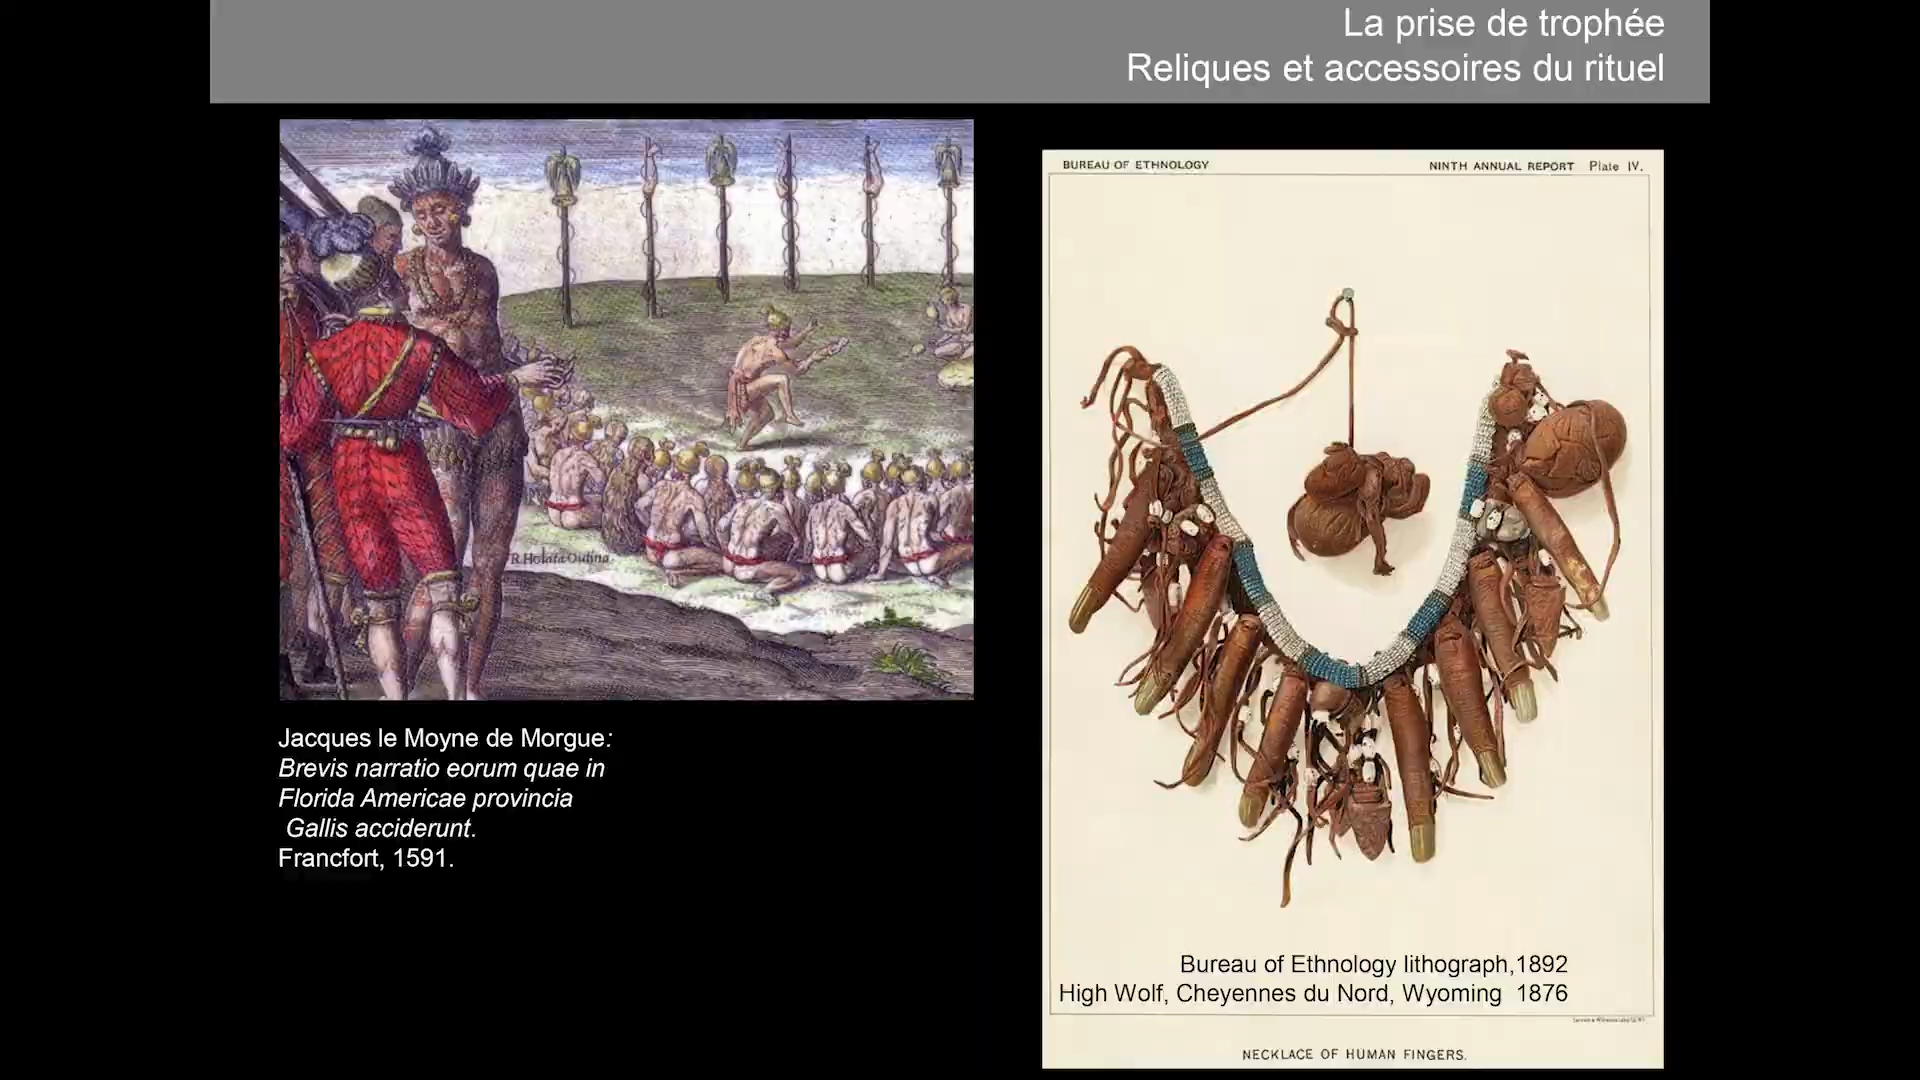 La prise de trophée
Reliques et accessoires du rituel
R. Holata Outina.
Jacques le Moyne de Morgue:
Brevis narratio eorum quae in
Florida Americae provincia
Gallis acciderunt.
Francfort, 1591.
BUREAU OF ETHNOLOGY
NINTH ANNUAL REPORT Plate IV.
Bureau of Ethnology lithograph,1892
High Wolf, Cheyennes du Nord, Wyoming 1876
NECKLACE OF HUMAN FINGERS.